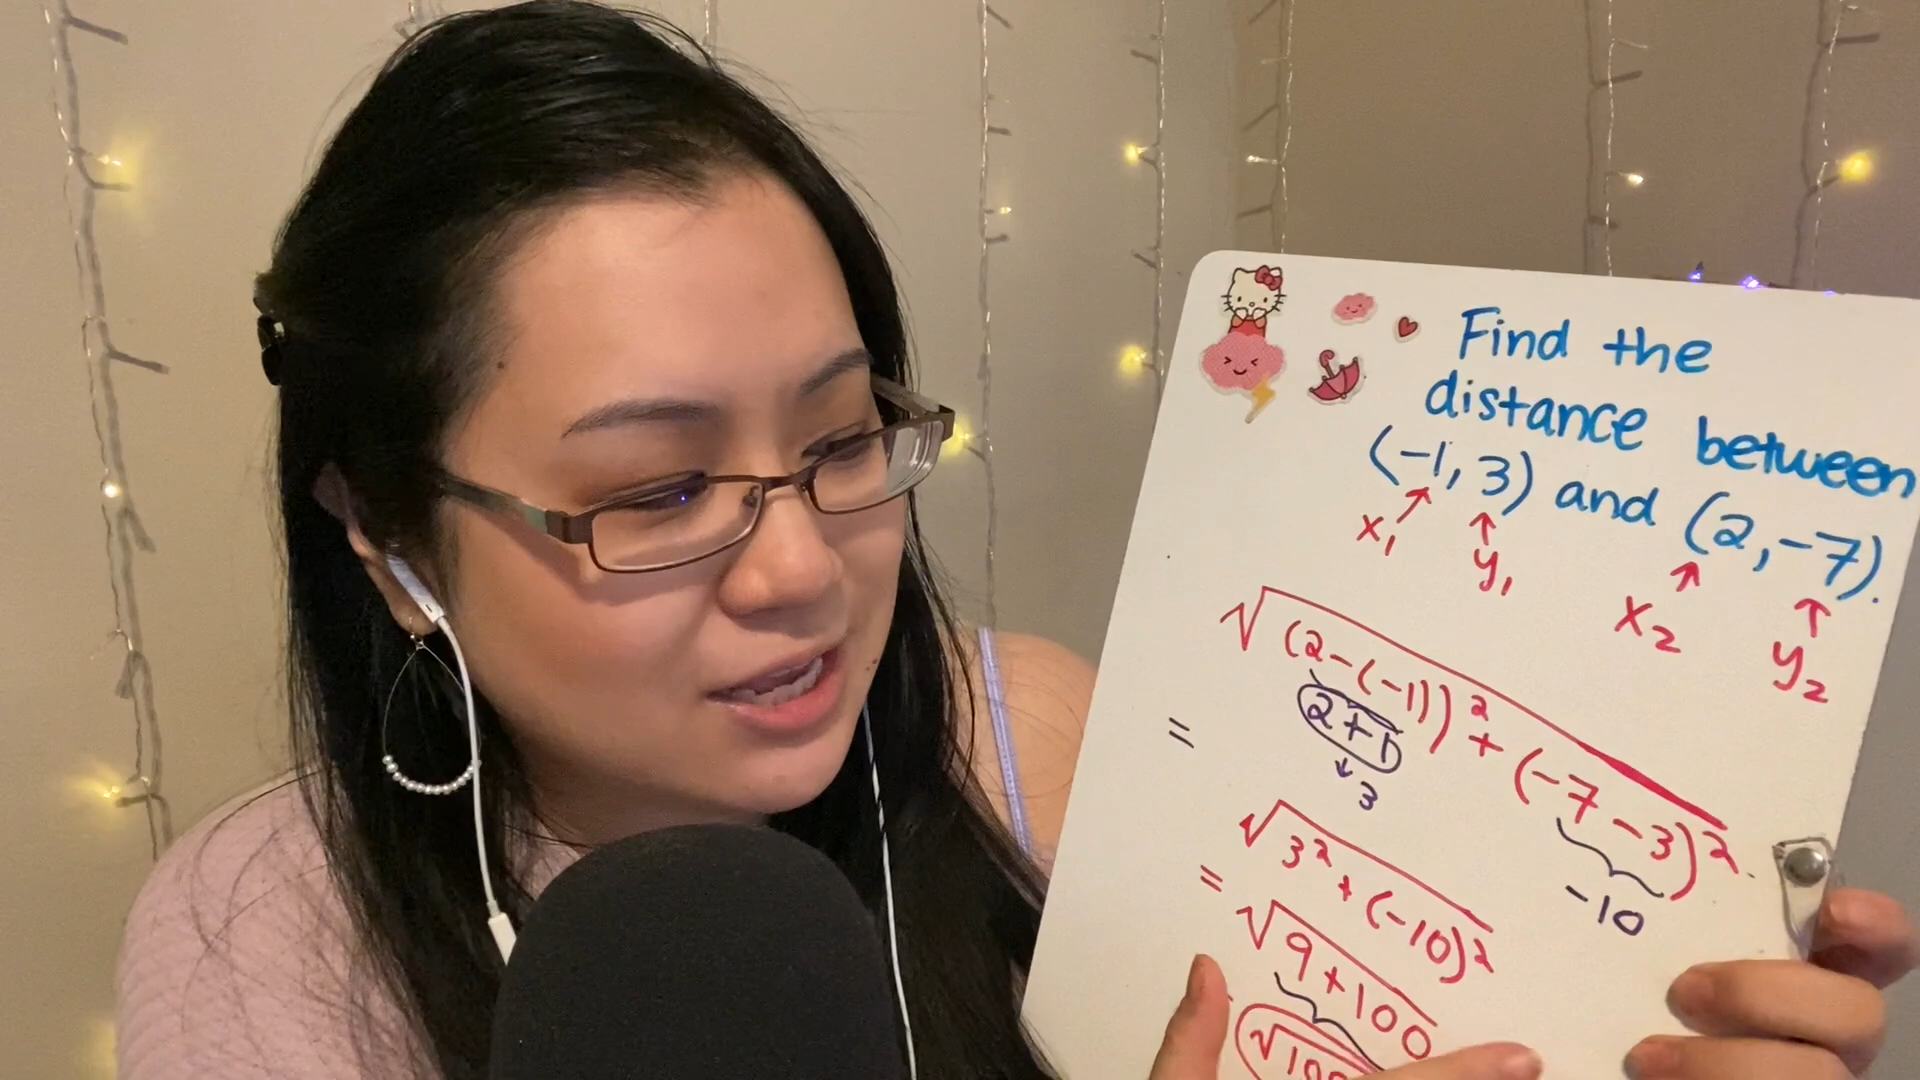 Find the
distance between
(-1, 3) and (2, -7).
x₁ y₁ x₂ y₂
√(2-(-1))² + (-7-3)²
2+1
3
-10
= √3² + (-10)²
= √9+100